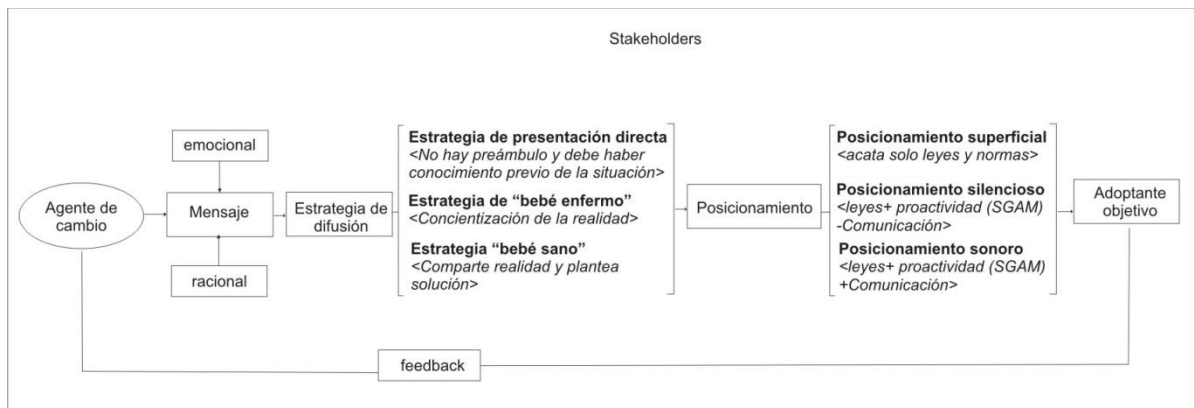 Stakeholders
emocional
Agente de
cambio
Mensaje
racional
Estrategia de
difusión
Estrategia de presentación directa
<No hay preámbulo y debe haber
conocimiento previo de la situación>
Estrategia de “bebé enfermo”
<Concientización de la realidad>
Estrategia “bebé sano”
<Comparte realidad y plantea
solución>
Posicionamiento
Posicionamiento superficial
<acata solo leyes y normas>
Posicionamiento silencioso
<leyes+ proactividad (SGAM)
-Comunicación>
Posicionamiento sonoro
<leyes+ proactividad (SGAM)
+Comunicación>
Adoptante
objetivo
feedback